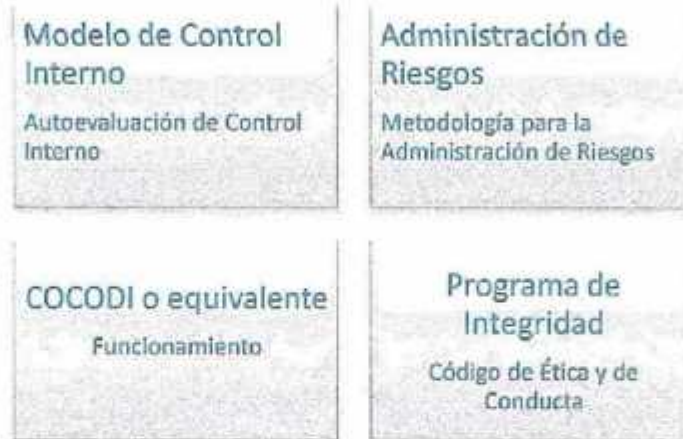 Modelo de Control
Interno
Autoevaluación de Control
Interno
Administración de
Riesgos
Metodología para la
Administración de Riesgos
COCODI o equivalente
Funcionamiento
Programa de
Integridad
Código de Ética y de
Conducta